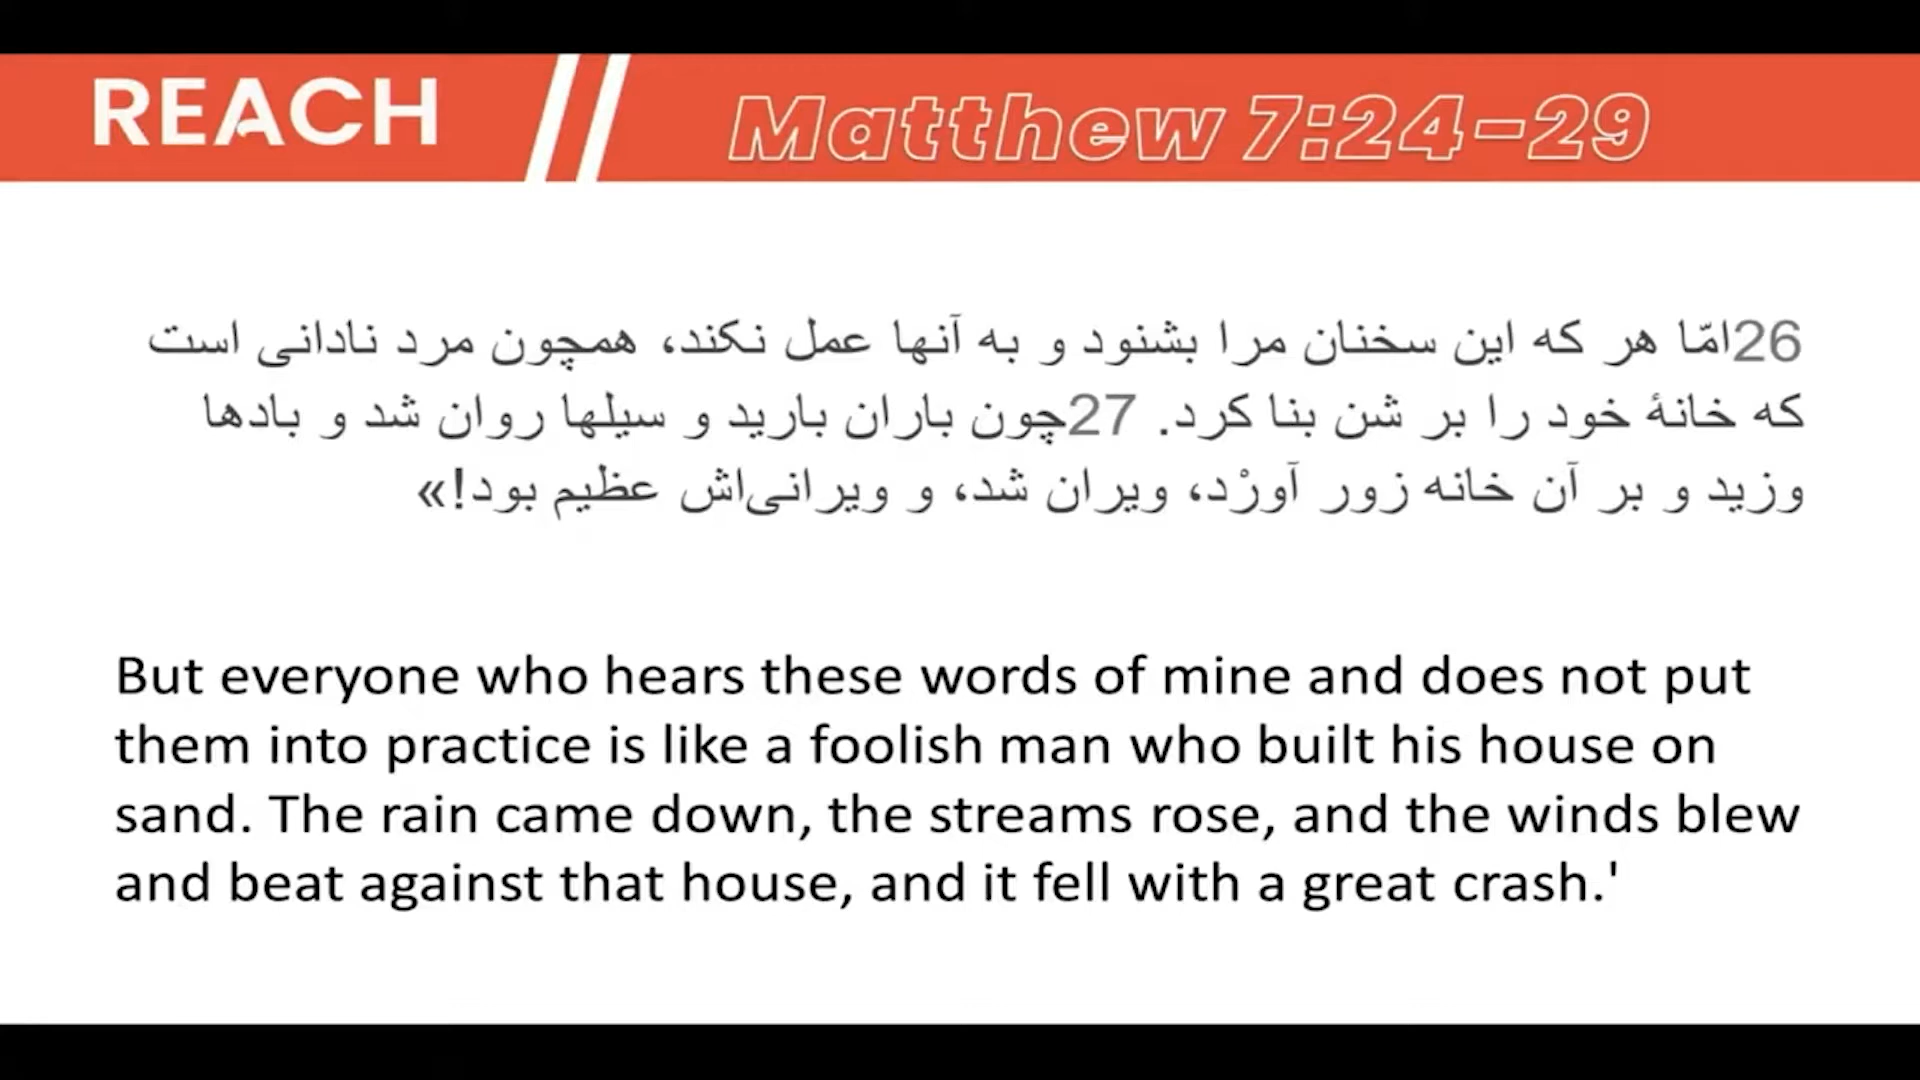 REACH // Matthew 7:24-29
26امّا هر که این سخنان مرا بشنود و به آنها عمل نکند، همچون مرد نادانی است
که خانۀ خود را بر شن بنا کرد. 27چون باران بارید و سیلها روان شد و بادها
وزید و بر آن خانه زور آورْد، ویران شد، و ویرانی‌اش عظیم بود!»
But everyone who hears these words of mine and does not put
them into practice is like a foolish man who built his house on
sand. The rain came down, the streams rose, and the winds blew
and beat against that house, and it fell with a great crash.'